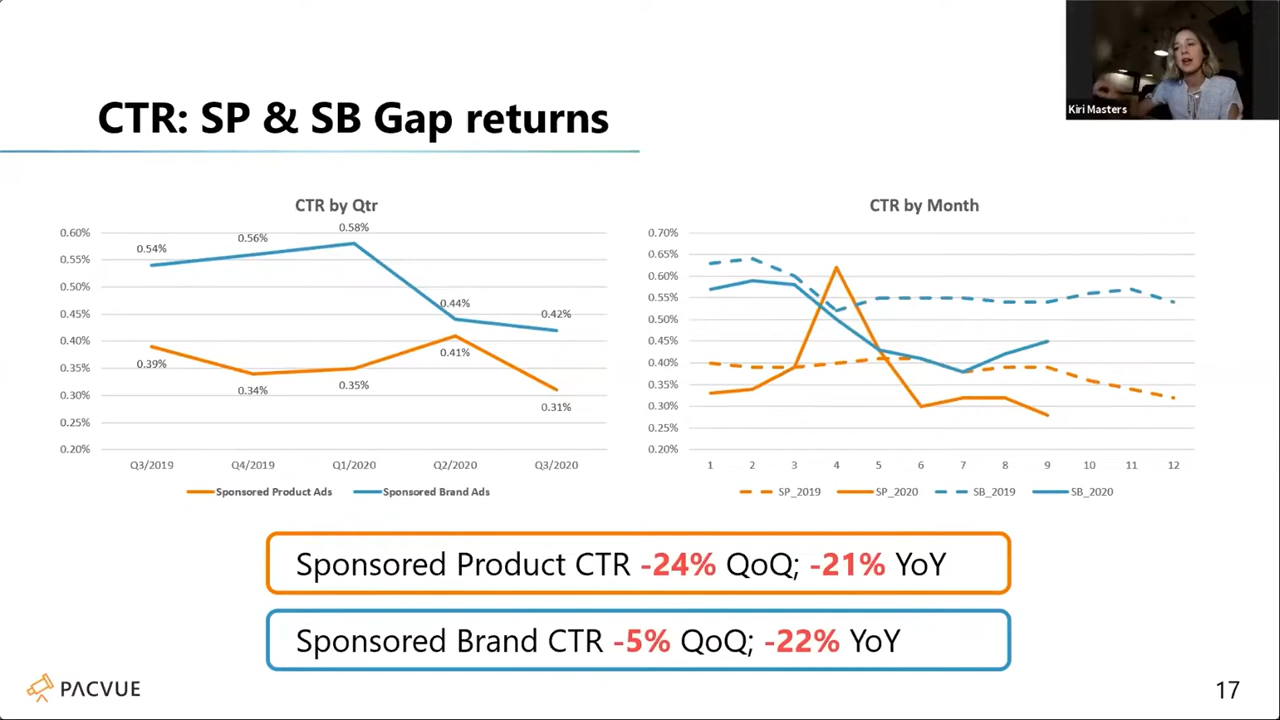 Kiri Masters
CTR: SP & SB Gap returns
CTR by Qtr
0.60%
0.55%
0.50%
0.45%
0.40%
0.35%
0.30%
0.25%
0.20%
0.54%
0.56%
0.58%
0.44%
0.42%
0.39%
0.34%
0.35%
0.41%
0.31%
Q3/2019 Q4/2019 Q1/2020 Q2/2020 Q3/2020
Sponsored Product Ads Sponsored Brand Ads
CTR by Month
0.70%
0.65%
0.60%
0.55%
0.50%
0.45%
0.40%
0.35%
0.30%
0.25%
0.20%
1 2 3 4 5 6 7 8 9 10 11 12
SP_2019 SP_2020 SB_2019 SB_2020
Sponsored Product CTR -24% QoQ; -21% YoY
Sponsored Brand CTR -5% QoQ; -22% YoY
PACVUE
17